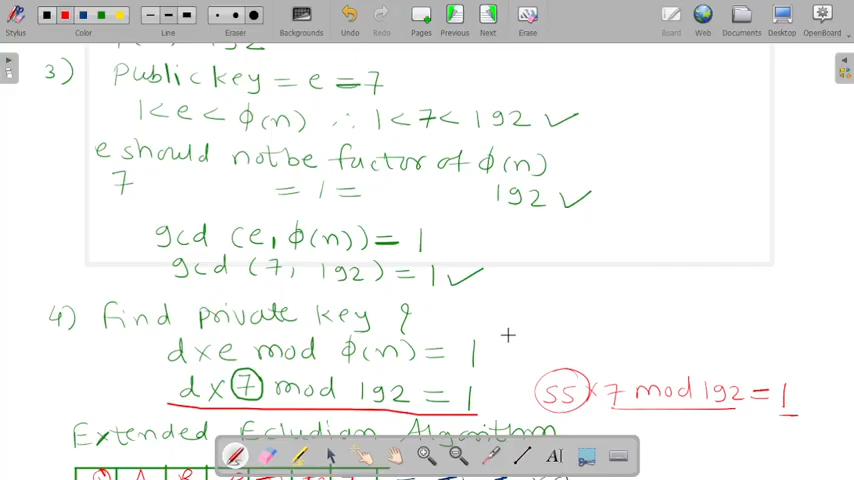 Stylus
Color
Line
Eraser
Backgrounds
Undo
Redo
Pages
Previous
Next
Erase
Board
Web
Documents
Desktop
OpenBoard
192
3) Public key = e = 7
1 < e < ϕ(n) ∴ 1 < 7 < 192 ✓
e should not be factor of ϕ(n)
7 = 1 = 192 ✓
gcd (e, ϕ(n)) = 1
gcd (7, 192) = 1 ✓
4) Find private key
d x e mod ϕ(n) = 1
d x 7 mod 192 = 1 55 x 7 mod 192 = 1
Extended Ecludian Algorithm